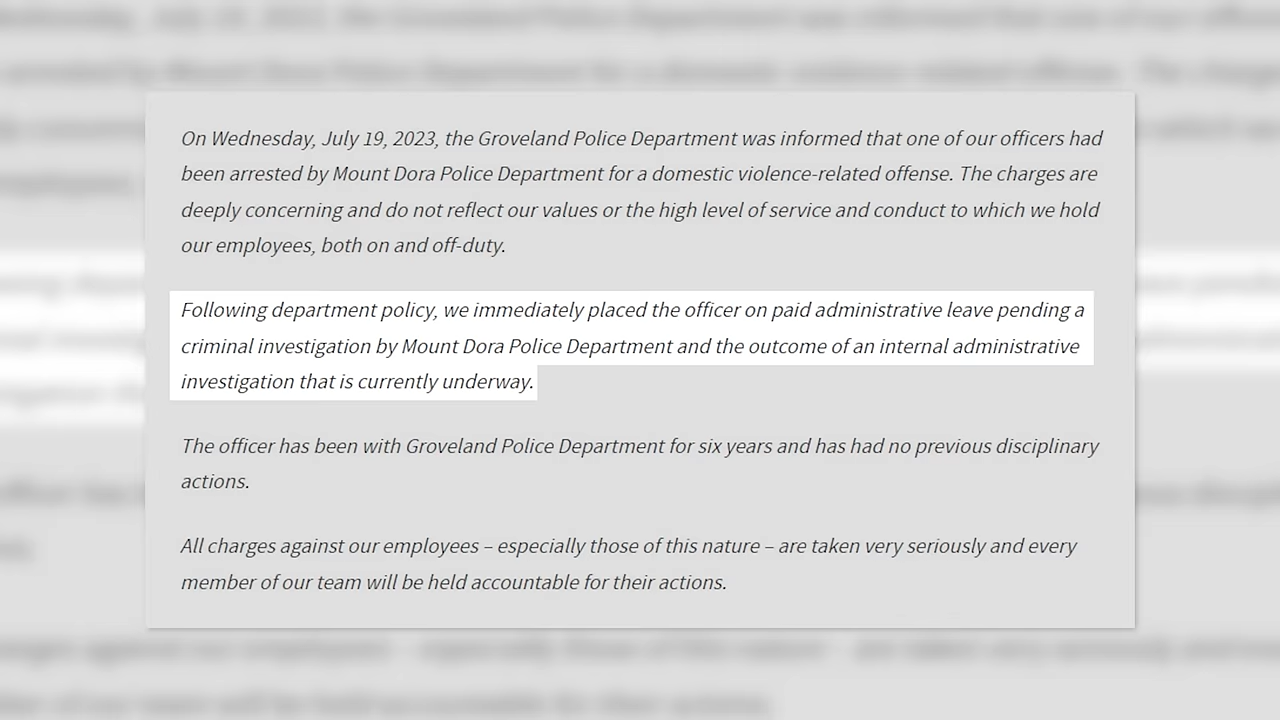 On Wednesday, July 19, 2023, the Groveland Police Department was informed that one of our officers had
been arrested by Mount Dora Police Department for a domestic violence-related offense. The charges are
deeply concerning and do not reflect our values or the high level of service and conduct to which we hold
our employees, both on and off-duty.
Following department policy, we immediately placed the officer on paid administrative leave pending a
criminal investigation by Mount Dora Police Department and the outcome of an internal administrative
investigation that is currently underway.
The officer has been with Groveland Police Department for six years and has had no previous disciplinary
actions.
All charges against our employees – especially those of this nature – are taken very seriously and every
member of our team will be held accountable for their actions.